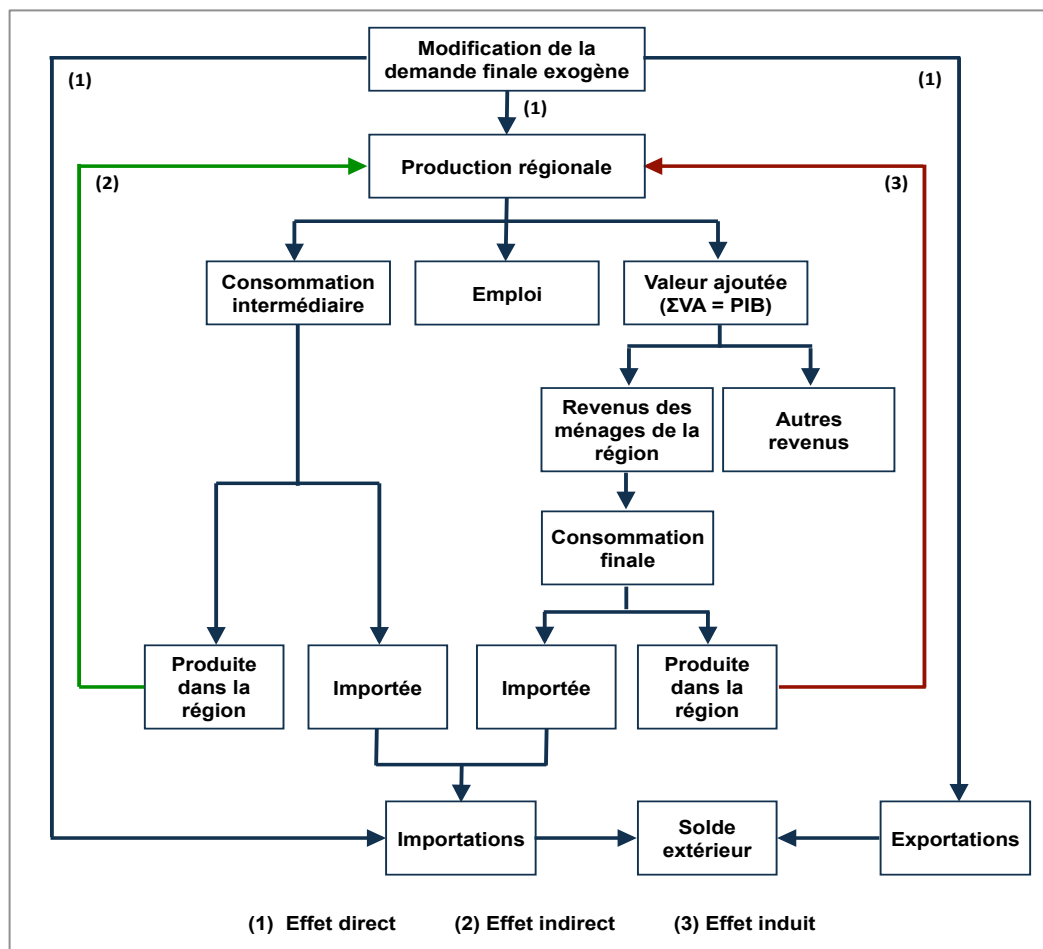 Modification de la
demande finale exogène
(1)
(1)
(1)
Production régionale
(2)
(3)
Consommation
intermédiaire
Emploi
Valeur ajoutée
(ΣVA = PIB)
Revenus des
ménages de la
région
Autres
revenus
Consommation
finale
Produite
dans la
région
Importée
Importée
Produite
dans la
région
Importations
Solde
extérieur
Exportations
(1) Effet direct (2) Effet indirect (3) Effet induit